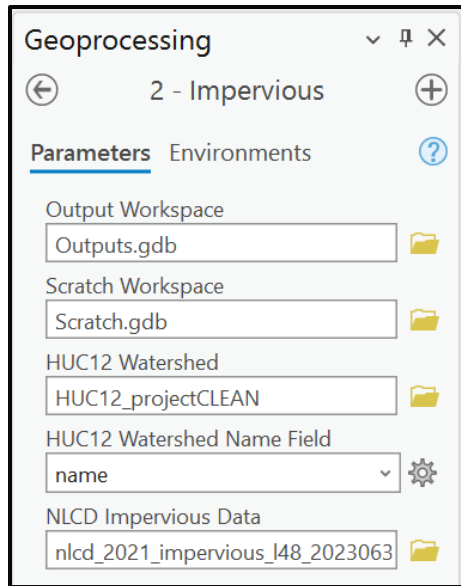 Geoprocessing
2 - Impervious
Parameters Environments
Output Workspace
Outputs.gdb
Scratch Workspace
Scratch.gdb
HUC12 Watershed
HUC12_projectCLEAN
HUC12 Watershed Name Field
name
NLCD Impervious Data
nlcd_2021_impervious_l48_2023063